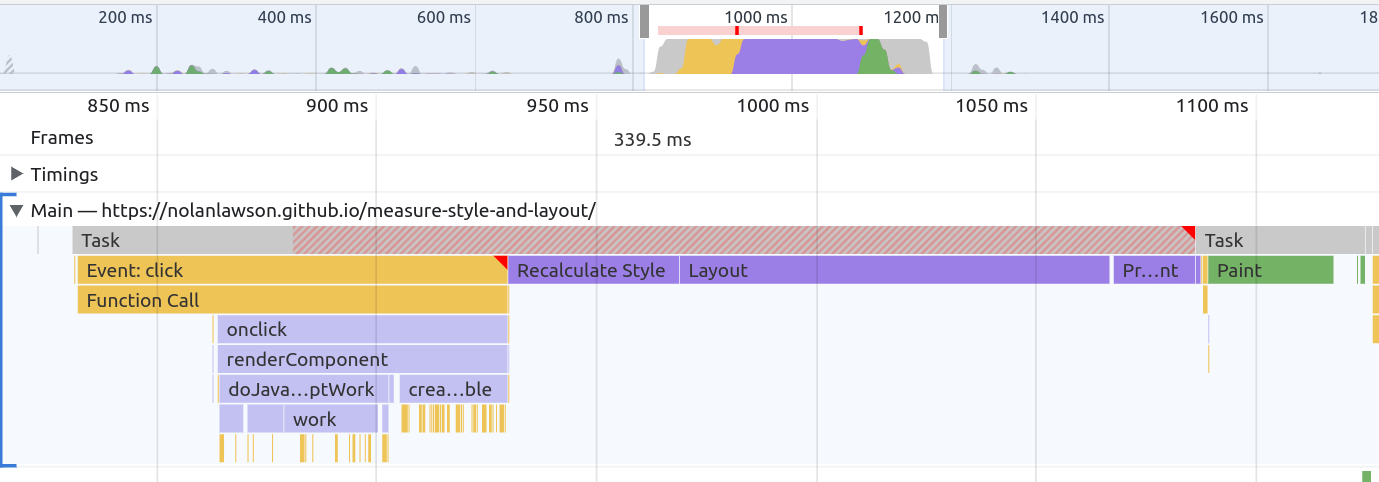 200 ms 400 ms 600 ms 800 ms 1000 ms 1200 m 1400 ms 1600 ms 18
850 ms 900 ms 950 ms 1000 ms 1050 ms 1100 ms
Frames 339.5 ms
Timings
Main — https://nolanlawson.github.io/measure-style-and-layout/
Task Task
Event: click Recalculate Style Layout Pr...nt Paint
Function Call
onclick
renderComponent
doJava...ptWork crea...ble
work